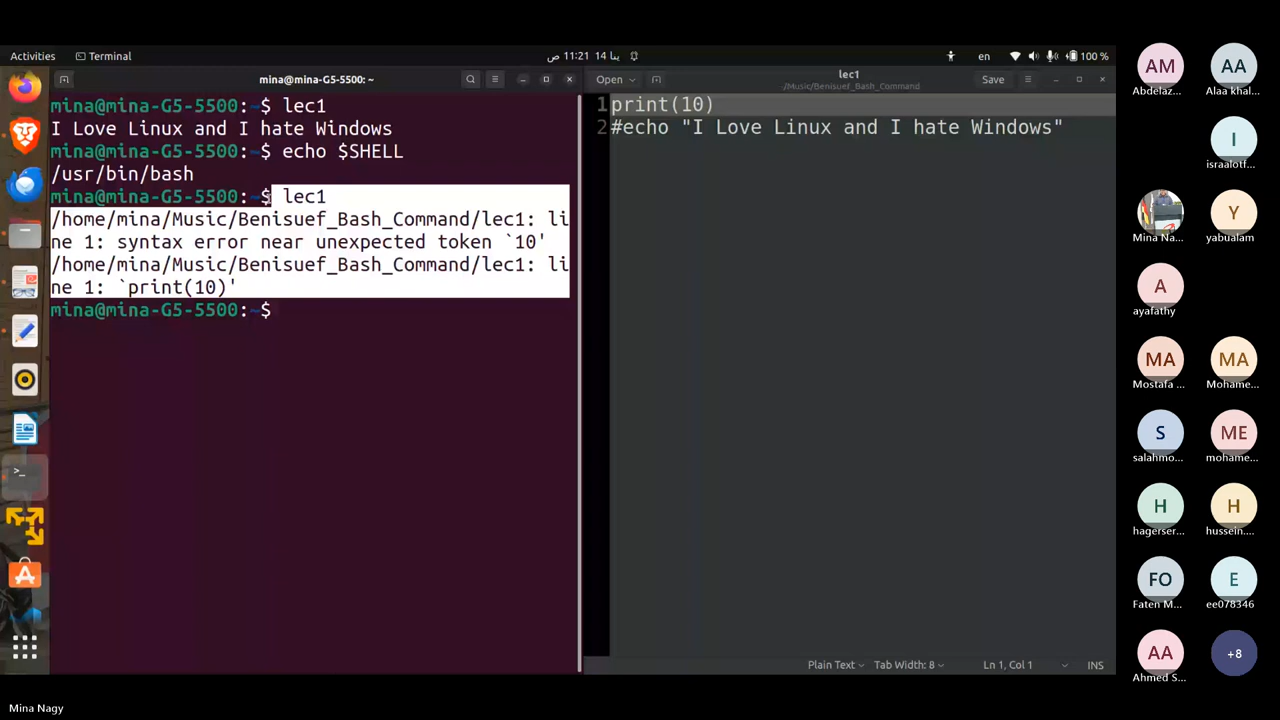 Activities
Terminal
ص 11:21 14 ينا
en
100 %
mina@mina-G5-5500: ~
mina@mina-G5-5500:~$ lec1
I Love Linux and I hate Windows
mina@mina-G5-5500:~$ echo $SHELL
/usr/bin/bash
mina@mina-G5-5500:~$ lec1
/home/mina/Music/Benisuef_Bash_Command/lec1: li
ne 1: syntax error near unexpected token `10'
/home/mina/Music/Benisuef_Bash_Command/lec1: li
ne 1: `print(10)'
mina@mina-G5-5500:~$
Open
lec1
~/Music/Benisuef_Bash_Command
Save
1 print(10)
2 #echo "I Love Linux and I hate Windows"
Plain Text
Tab Width: 8
Ln 1, Col 1
INS
AM
Abdelaz...
AA
Alaa khal...
I
israalotf...
Mina Na...
Y
yabualam
A
ayafathy
MA
Mostafa ...
MA
Mohame...
S
salahmo...
ME
mohame...
H
hagerser...
H
hussein....
FO
Faten M...
E
ee078346
AA
Ahmed S...
+8
Mina Nagy